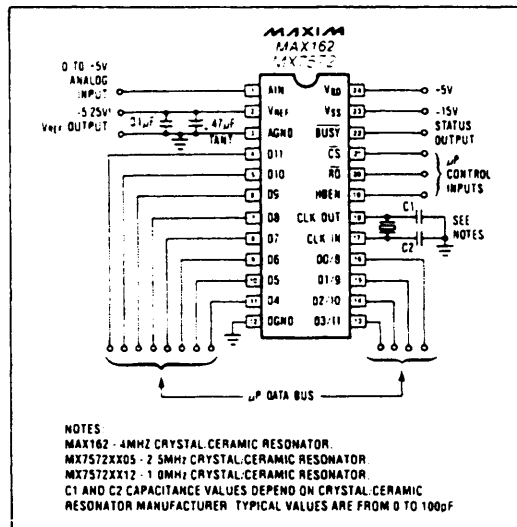 MAXIM
MAX162
MX7572
0 TO -5V
ANALOG
INPUT
-5.25V
VREF OUTPUT
01µF
.47µF
TANT
1 AIN
2 VREF
3 AGND
4 D11
5 D10
6 D9
7 D8
8 D7
9 D6
10 D5
11 D4
12 DGND
24 VDD -5V
23 VSS -15V
22 BUSY STATUS OUTPUT
21 CS
20 RD
19 HBEN
µP
CONTROL
INPUTS
18 CLK OUT
17 CLK IN
C1
C2
SEE
NOTES
16 D0/8
15 D1/9
14 D2/10
13 D3/11
µP DATA BUS
NOTES
MAX162 - 4MHZ CRYSTAL/CERAMIC RESONATOR.
MX7572XX05 - 2 5MHz CRYSTAL/CERAMIC RESONATOR.
MX7572XX12 - 1 0MHz CRYSTAL/CERAMIC RESONATOR.
C1 AND C2 CAPACITANCE VALUES DEPEND ON CRYSTAL/CERAMIC
RESONATOR MANUFACTURER TYPICAL VALUES ARE FROM 0 TO 100pF